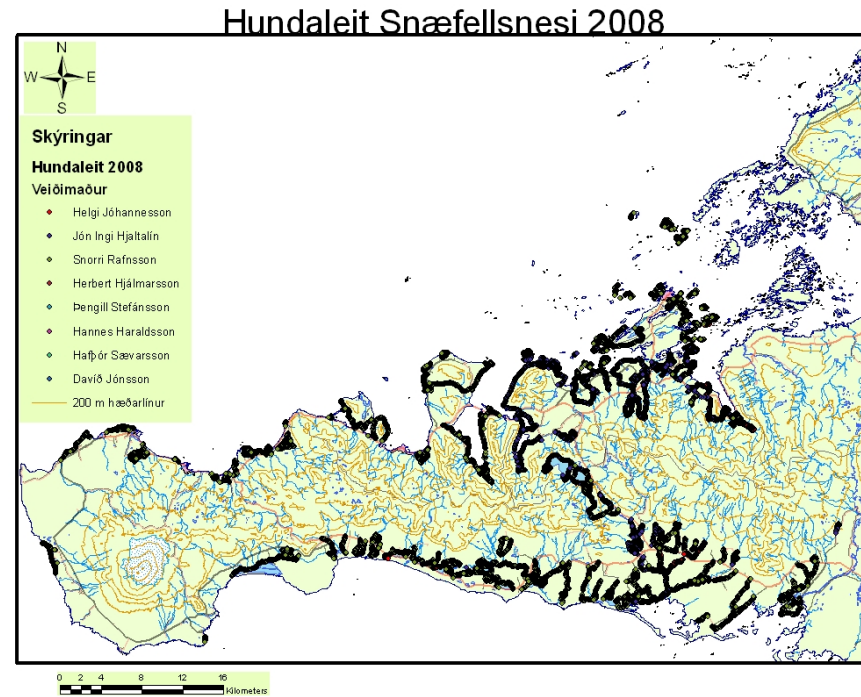 Hundaleit Snæfellsnesi 2008
N
W E
S
Skýringar
Hundaleit 2008
Veiðimaður
Helgi Jóhannesson
Jón Ingi Hjaltalín
Snorri Rafnsson
Herbert Hjálmarsson
Þengill Stefánsson
Hannes Haraldsson
Hafþór Sævarsson
Davíð Jónsson
200 m hæðarlínur
0 2 4 8 12 16
Kilometers